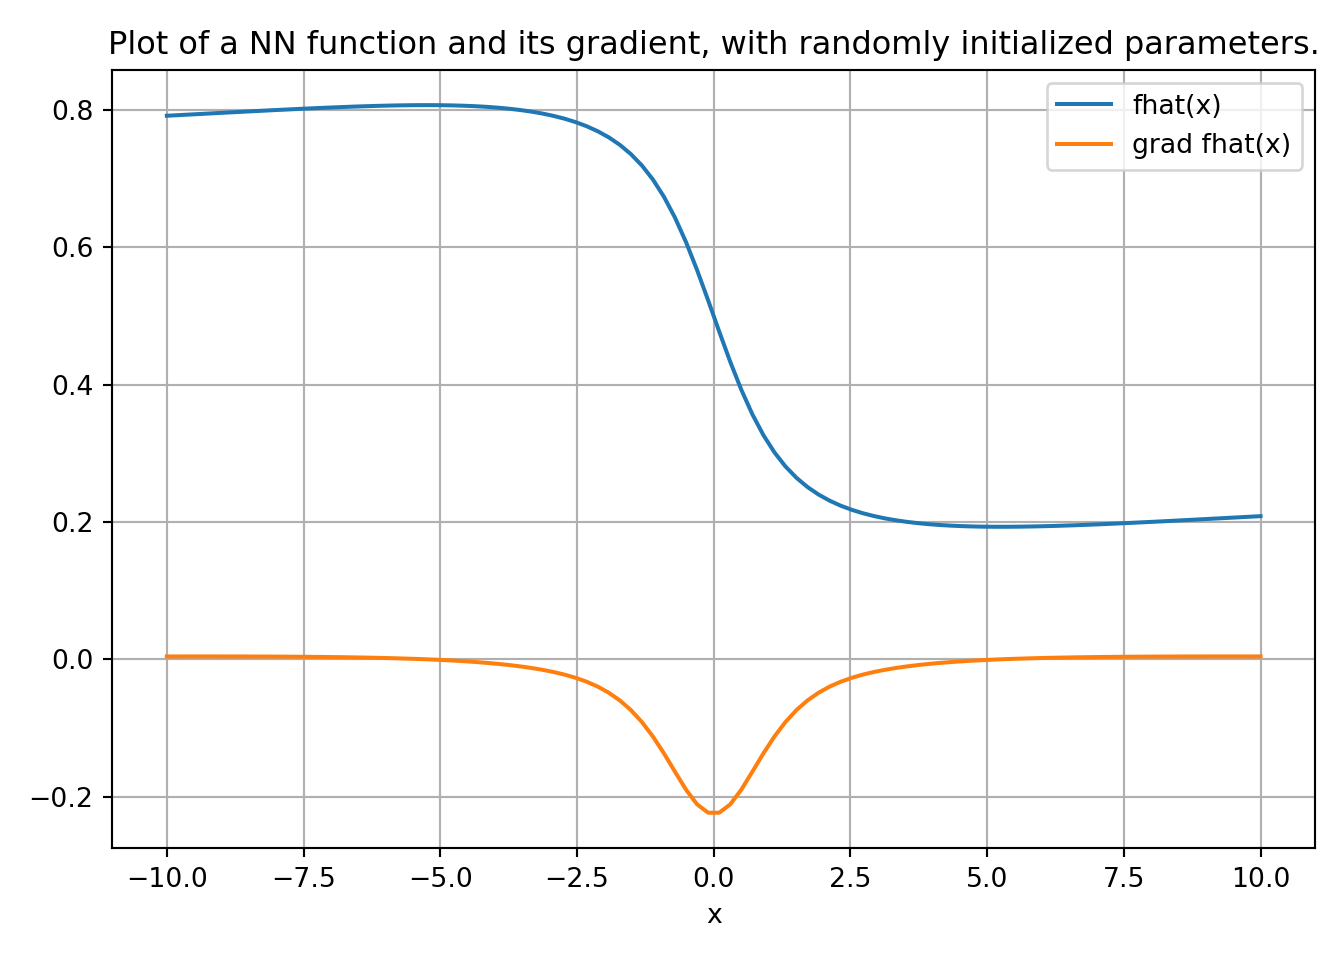 Plot of a NN function and its gradient, with randomly initialized parameters.
fhat(x)
grad fhat(x)
0.8
0.6
0.4
0.2
0.0
−0.2
−10.0 −7.5 −5.0 −2.5 0.0 2.5 5.0 7.5 10.0
x